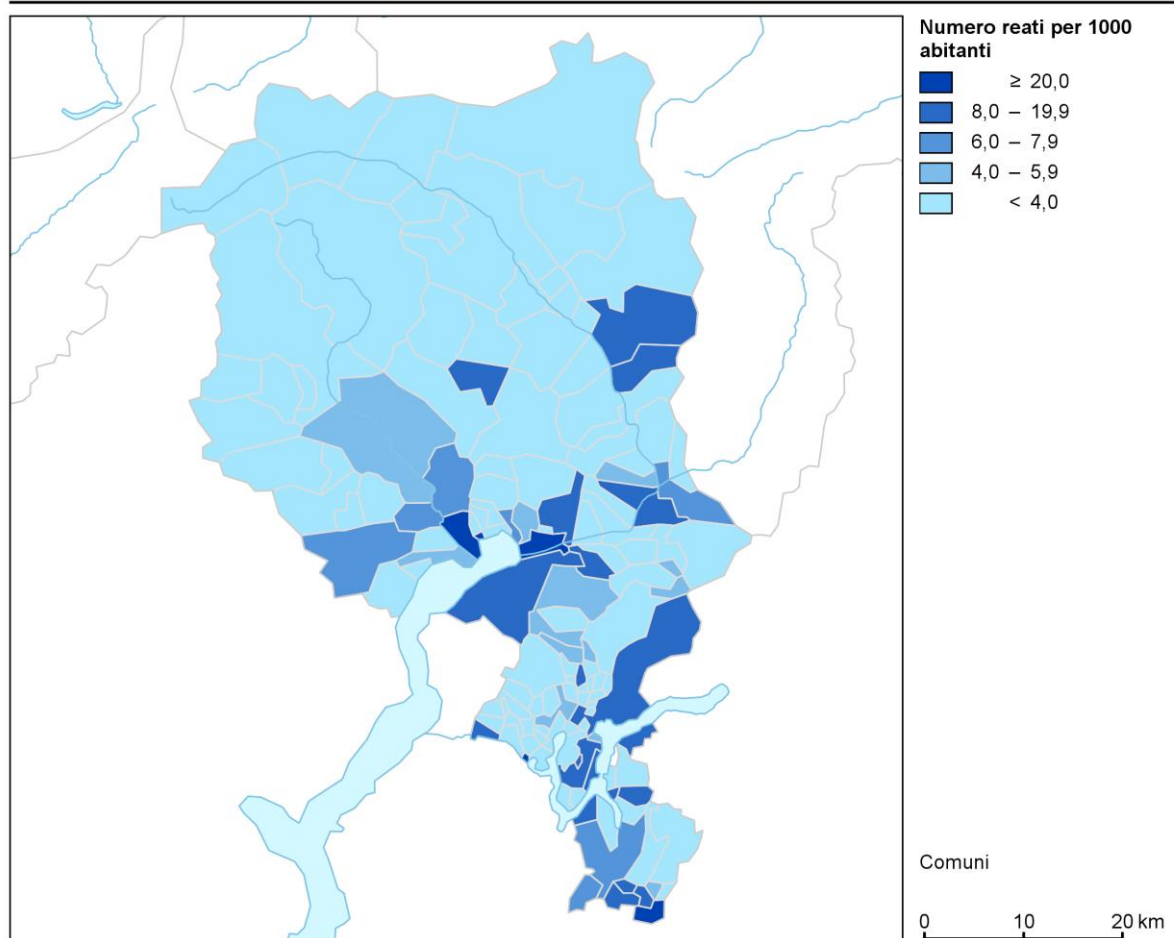 Numero reati per 1000
abitanti
≥ 20,0
8,0 – 19,9
6,0 – 7,9
4,0 – 5,9
< 4,0
Comuni
0 10 20 km